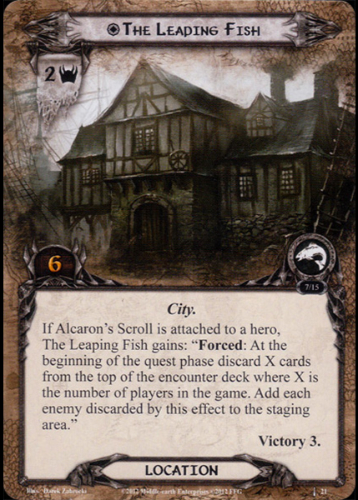 The Leaping Fish
2
6
7/15
City.
If Alcaron's Scroll is attached to a hero,
The Leaping Fish gains: "Forced: At the
beginning of the quest phase discard X cards
from the top of the encounter deck where X is
the number of players in the game. Add each
enemy discarded by this effect to the staging
area."
Victory 3.
Location